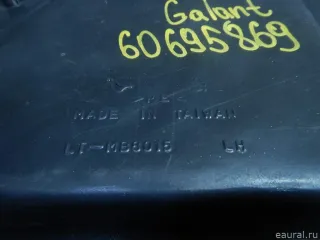 Galant
60695869
MADE IN TAIWAN
LT-MB8015 LH
eaural.ru